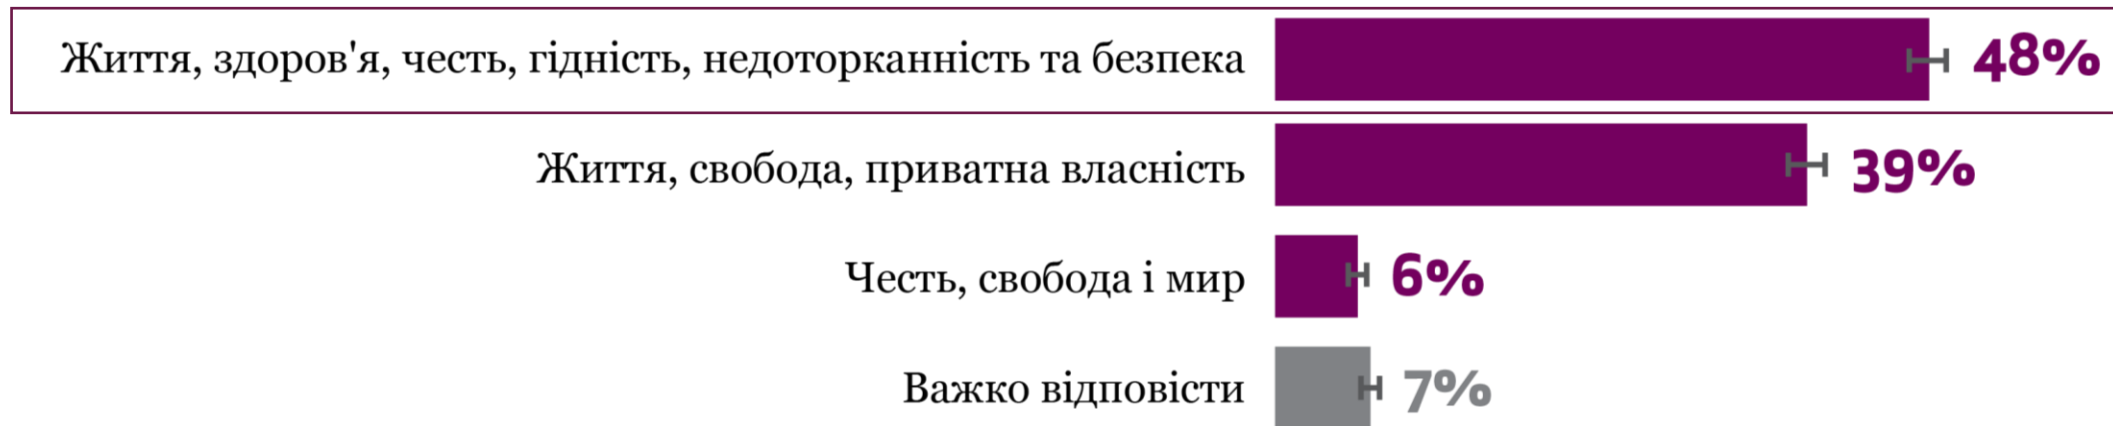 Життя, здоров'я, честь, гідність, недоторканність та безпека 48%
Життя, свобода, приватна власність 39%
Честь, свобода і мир 6%
Важко відповісти 7%